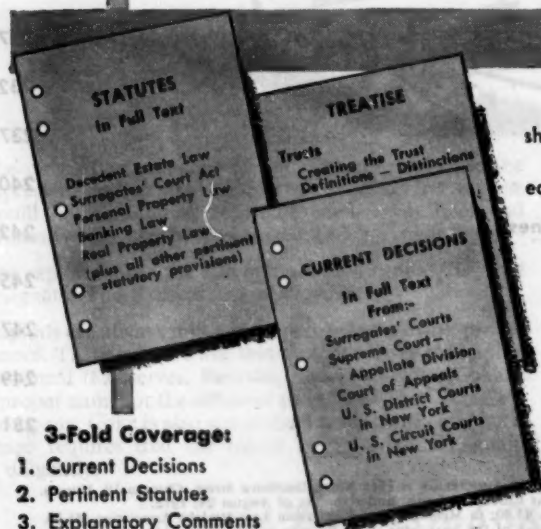 STATUTES
in Full Text
Decedent Estate Law
Surrogates' Court Act
Personal Property Law
Banking Law
Real Property Law
(plus all other pertinent
statutory provisions)
TREATISE
Trusts
Creating the Trust
Definitions — Distinctions
CURRENT DECISIONS
In Full Text
From:-
Surrogates' Courts
Supreme Court—
Appellate Division
Court of Appeals
U. S. District Courts
in New York
U. S. Circuit Courts
in New York
3-Fold Coverage:
1. Current Decisions
2. Pertinent Statutes
3. Explanatory Comments
sh